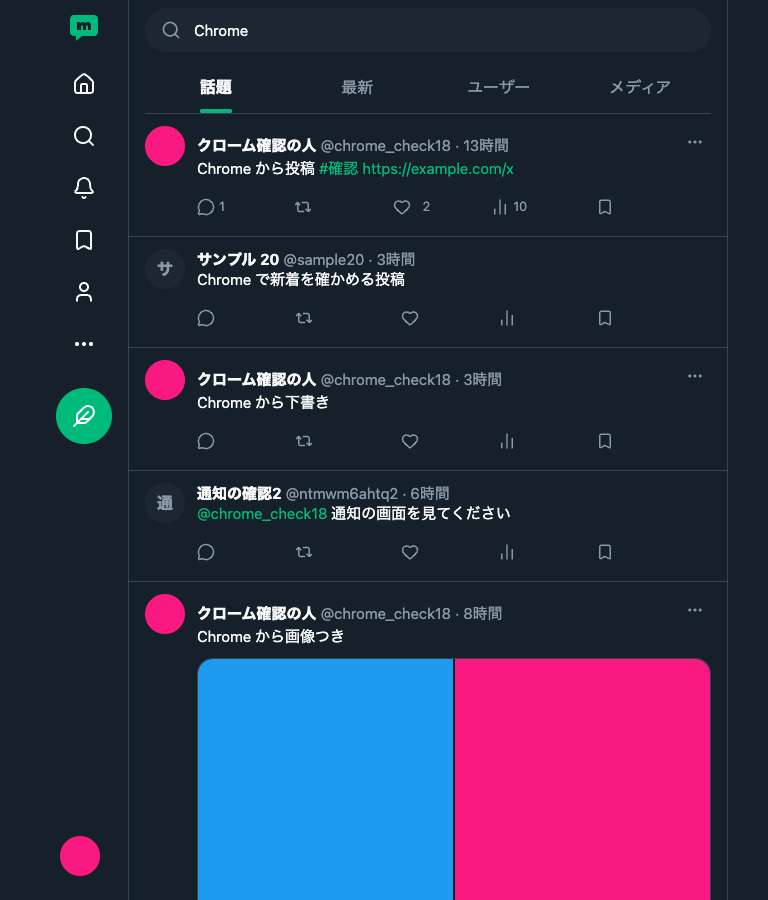 m
Chrome
話題 最新 ユーザー メディア
クローム確認の人 @chrome_check18 · 13時間
Chrome から投稿 #確認 https://example.com/x
1 2 10
サ
サンプル 20 @sample20 · 3時間
Chrome で新着を確かめる投稿
クローム確認の人 @chrome_check18 · 3時間
Chrome から下書き
通
通知の確認2 @ntmwm6ahtq2 · 6時間
@chrome_check18 通知の画面を見てください
クローム確認の人 @chrome_check18 · 8時間
Chrome から画像つき